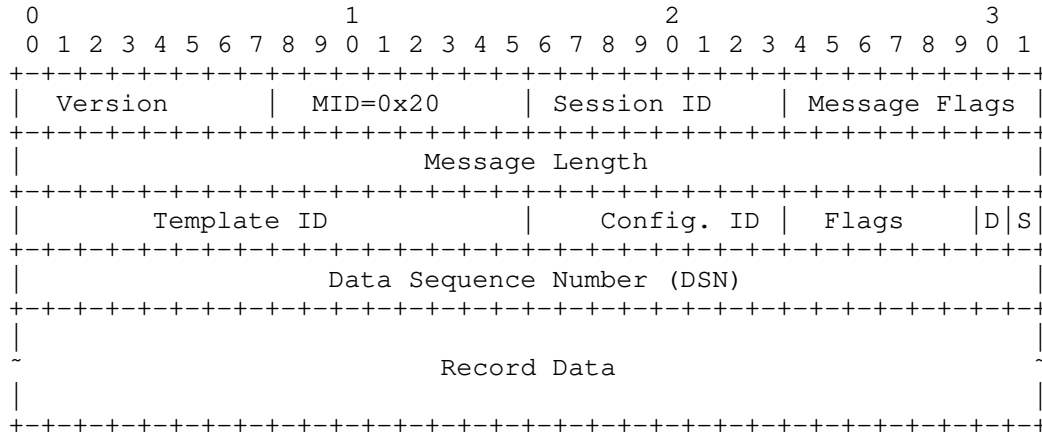 0                   1                   2                   3
 0 1 2 3 4 5 6 7 8 9 0 1 2 3 4 5 6 7 8 9 0 1 2 3 4 5 6 7 8 9 0 1
+-+-+-+-+-+-+-+-+-+-+-+-+-+-+-+-+-+-+-+-+-+-+-+-+-+-+-+-+-+-+-+-+
|  Version      |  MID=0x20     | Session ID    | Message Flags |
+-+-+-+-+-+-+-+-+-+-+-+-+-+-+-+-+-+-+-+-+-+-+-+-+-+-+-+-+-+-+-+-+
|                         Message Length                        |
+-+-+-+-+-+-+-+-+-+-+-+-+-+-+-+-+-+-+-+-+-+-+-+-+-+-+-+-+-+-+-+-+
|        Template ID            |    Config. ID |  Flags    |D|S|
+-+-+-+-+-+-+-+-+-+-+-+-+-+-+-+-+-+-+-+-+-+-+-+-+-+-+-+-+-+-+-+-+
|                   Data Sequence Number (DSN)                  |
+-+-+-+-+-+-+-+-+-+-+-+-+-+-+-+-+-+-+-+-+-+-+-+-+-+-+-+-+-+-+-+-+
|                                                               |
~                          Record Data                          ~
|                                                               |
+-+-+-+-+-+-+-+-+-+-+-+-+-+-+-+-+-+-+-+-+-+-+-+-+-+-+-+-+-+-+-+-+